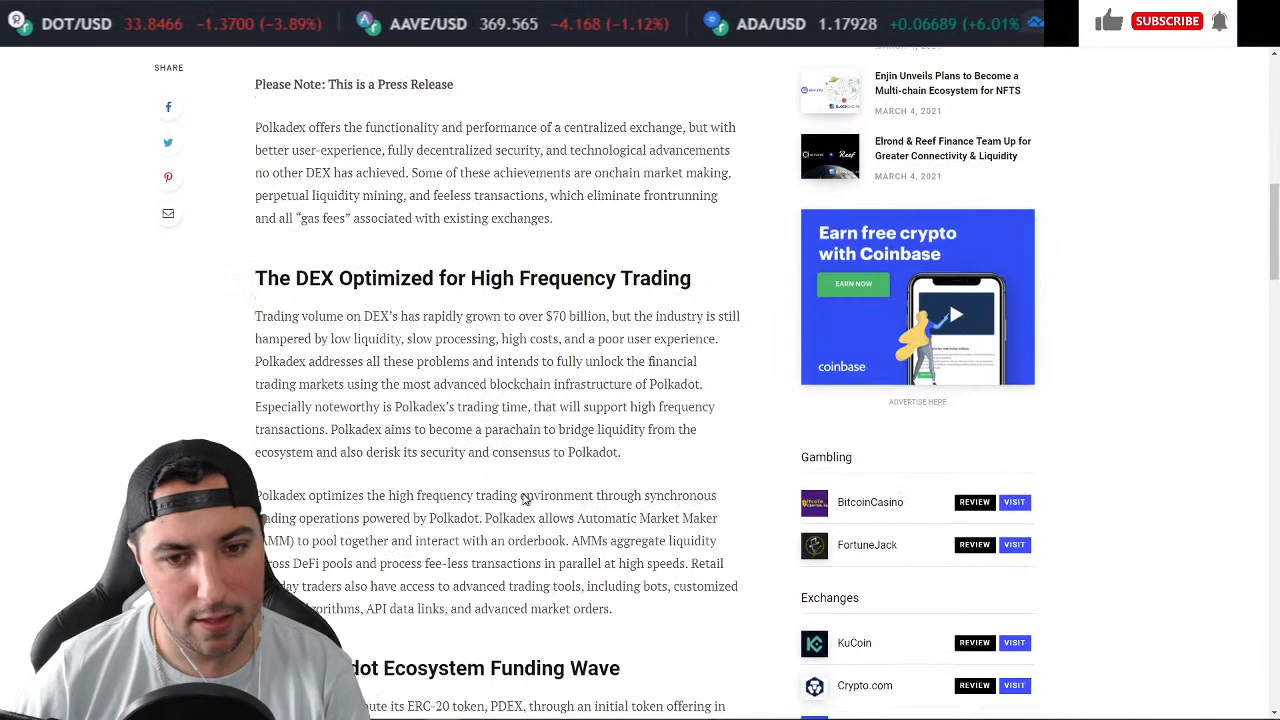 DOT/USD 33.8466 −1.3700 (−3.89%) AAVE/USD 369.565 −4.168 (−1.12%) ADA/USD 1.17928 +0.06689 (+6.01%)
SUBSCRIBE
SHARE
Please Note: This is a Press Release
Polkadex offers the functionality and performance of a centralized exchange, but with
better user-experience, fully decentralized security, and technological advancements
no other DEX has achieved. Some of these achievements are onchain market making,
perpetual liquidity mining, and feeless transactions, which eliminate frontrunning
and all “gas fees” associated with existing exchanges.
The DEX Optimized for High Frequency Trading
Trading volume on DEX’s has rapidly grown to over $70 billion, but the industry is still
hampered by low liquidity, slow processing, high costs, and a poor user experience.
Polkadex addresses all these problems and more to fully unlock the financial
trading markets using the most advanced blockchain infrastructure of Polkadot.
Especially noteworthy is Polkadex’s trading time, that will support high frequency
transactions. Polkadex aims to become a parachain to bridge liquidity from the
ecosystem and also derisk its security and consensus to Polkadot.
Polkadex optimizes the high frequency trading environment through synchronous
operations powered by Polkadot. Polkadex allows Automatic Market Maker
to pool together and interact with an orderbook. AMMs aggregate liquidity
DeFi pools and process fee-less transactions in parallel at high speeds. Retail
day traders also have access to advanced trading tools, including bots, customized
API data links, and advanced market orders.
Ecosystem Funding Wave
its ERC-20 token, PDEX, through an initial token offering in
MARCH 4, 2021
Enjin Unveils Plans to Become a
Multi-chain Ecosystem for NFTS
MARCH 4, 2021
Elrond & Reef Finance Team Up for
Greater Connectivity & Liquidity
MARCH 4, 2021
Earn free crypto
with Coinbase
EARN NOW
coinbase
ADVERTISE HERE
Gambling
BitcoinCasino REVIEW VISIT
FortuneJack REVIEW VISIT
Exchanges
KuCoin REVIEW VISIT
Crypto.com REVIEW VISIT